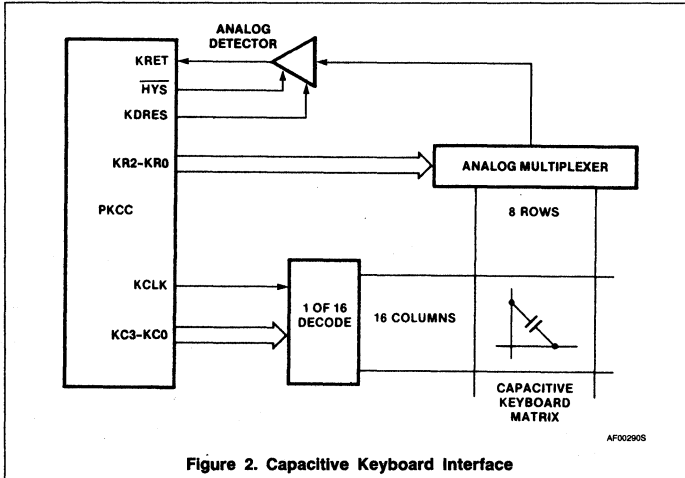 ANALOG
DETECTOR
KRET
HYS
KDRES
KR2-KR0
ANALOG MULTIPLEXER
PKCC
8 ROWS
KCLK
1 OF 16
DECODE
16 COLUMNS
KC3-KC0
CAPACITIVE
KEYBOARD
MATRIX
AF00290S
Figure 2. Capacitive Keyboard Interface